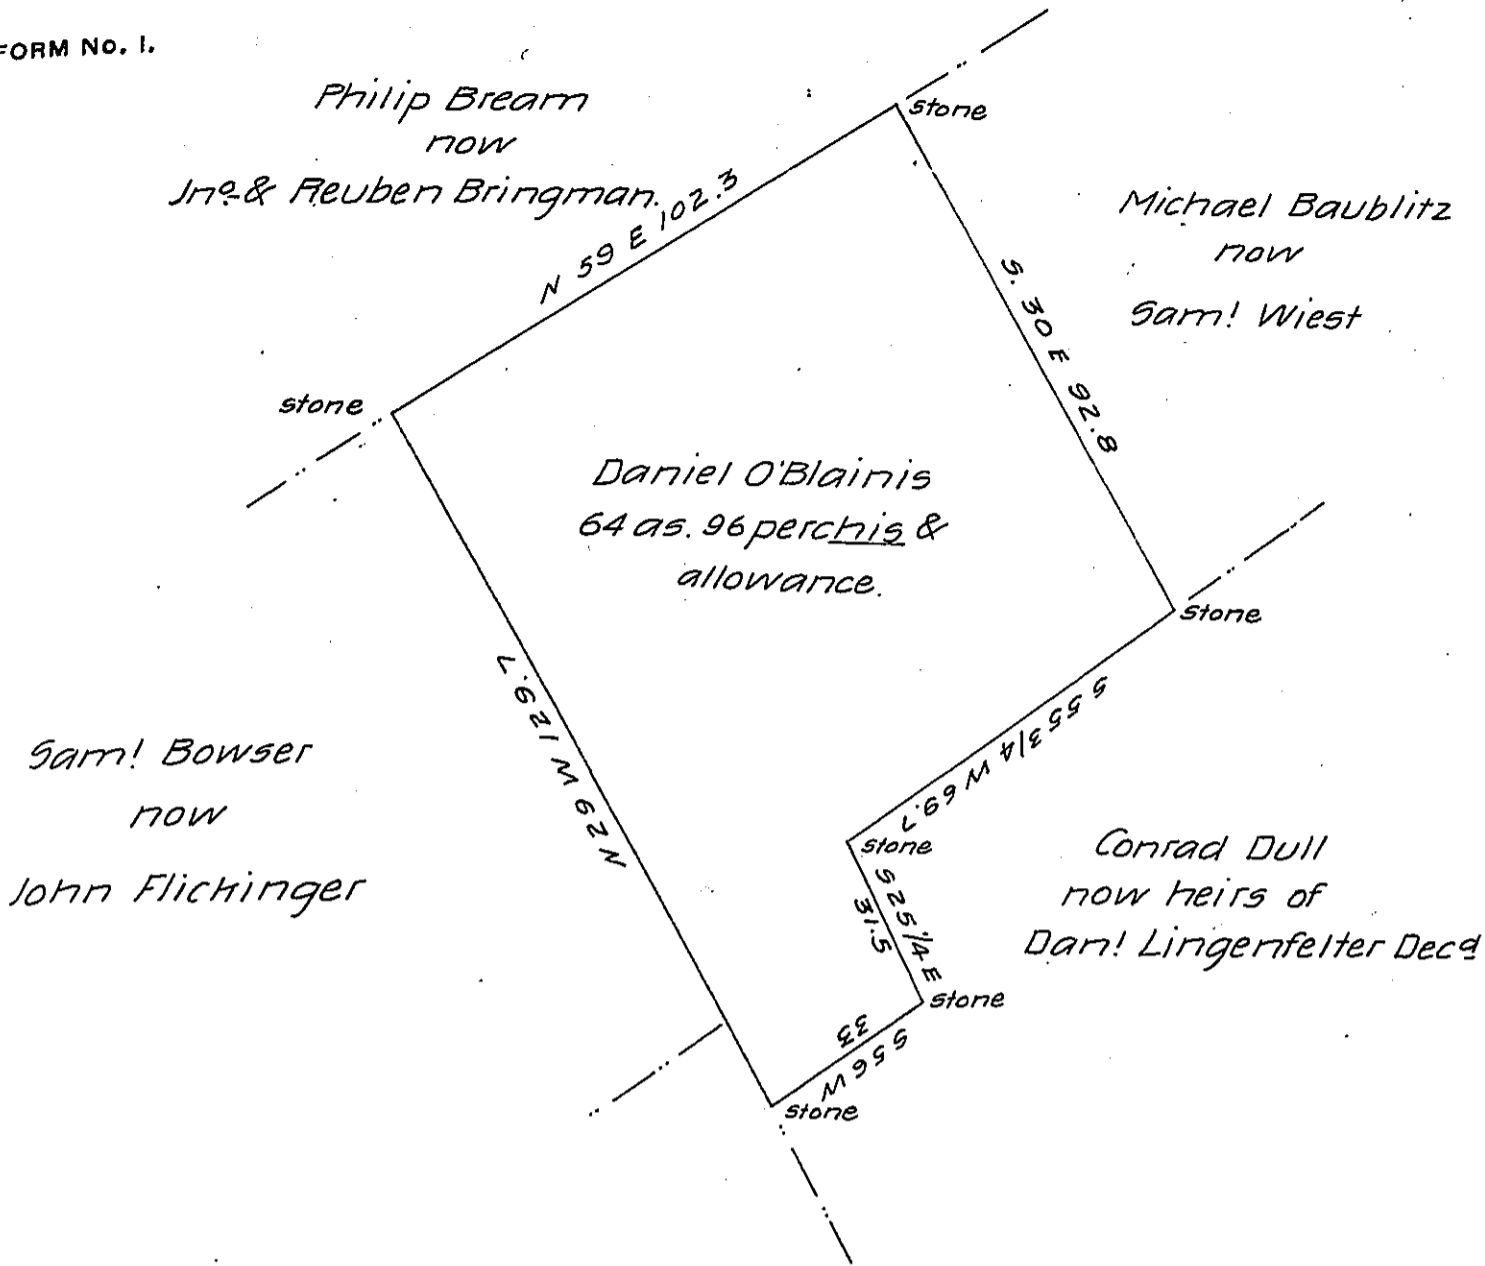 FORM No. 1.
Philip Bream
now
Jnº & Reuben Bringman.
N 59 E 102.3
stone
Michael Baublitz
now
Sam! Wiest
S. 30 E 92.8
stone
Daniel O'Blainis
64 as. 96 perchis &
allowance.
stone
S 55 3/4 W 69.7
N 29 W 129.7
Sam! Bowser
now
John Flickinger
stone
S 25 1/4 E
31.5
Conrad Dull
now heirs of
Dan! Lingenfelter Decd
stone
33
S 56 W
stone